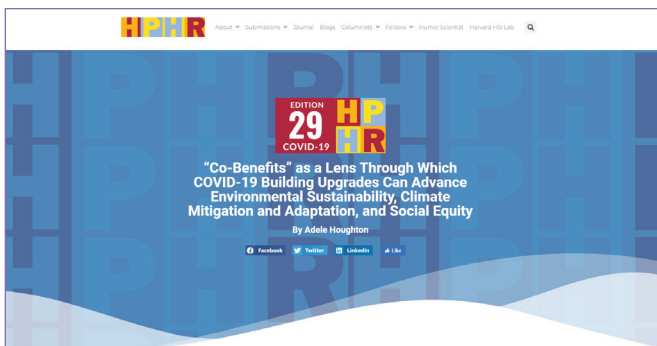 HPHR
About Submissions Journal Blogs Columnists Fellows Humor Scientist Harvard HSI Lab
EDITION
29
COVID-19
HP
HR
“Co-Benefits” as a Lens Through Which
COVID-19 Building Upgrades Can Advance
Environmental Sustainability, Climate
Mitigation and Adaptation, and Social Equity
By Adele Houghton
Facebook Twitter LinkedIn Like